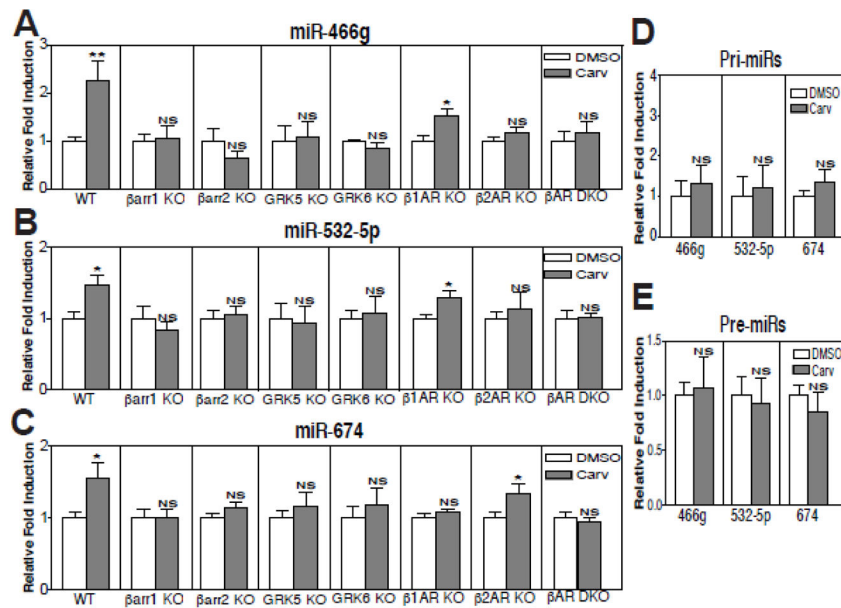 A
miR-466g
Relative Fold Induction
3
2
1
0
**
NS
NS
NS
NS
*
NS
NS
DMSO
Carv
WT
βarr1 KO
βarr2 KO
GRK5 KO
GRK6 KO
β1AR KO
β2AR KO
βAR DKO
B
miR-532-5p
Relative Fold Induction
2
1
0
*
NS
NS
NS
NS
*
NS
NS
DMSO
Carv
WT
βarr1 KO
βarr2 KO
GRK5 KO
GRK6 KO
β1AR KO
β2AR KO
βAR DKO
C
miR-674
Relative Fold Induction
2
1
0
*
NS
NS
NS
NS
NS
*
NS
DMSO
Carv
WT
βarr1 KO
βarr2 KO
GRK5 KO
GRK6 KO
β1AR KO
β2AR KO
βAR DKO
D
Pri-miRs
Relative Fold Induction
4
3
2
1
0
NS
NS
NS
DMSO
Carv
466g
532-5p
674
E
Pre-miRs
Relative Fold Induction
1.5
1.0
0.5
0.0
NS
NS
NS
DMSO
Carv
466g
532-5p
674